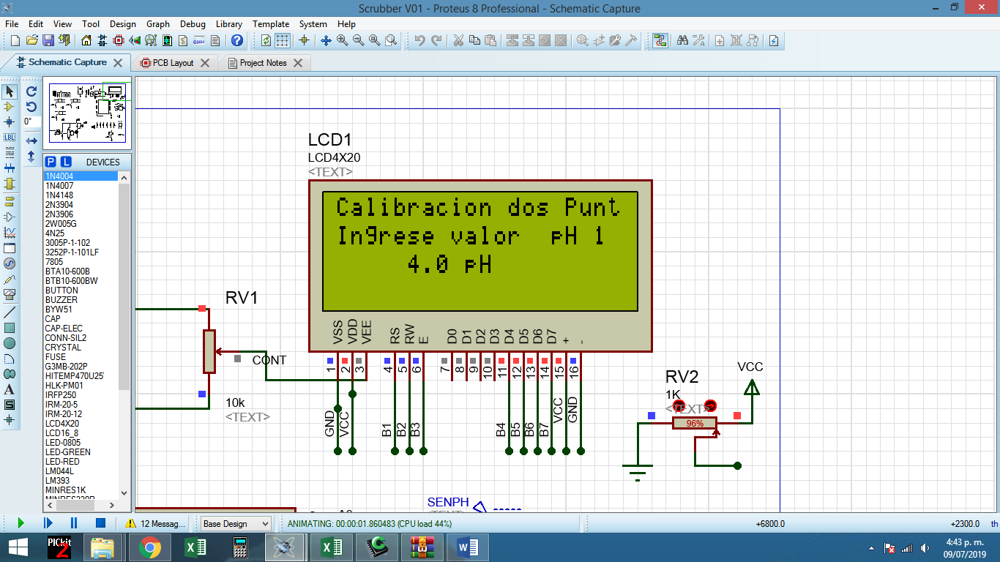 Scrubber V01 - Proteus 8 Professional - Schematic Capture
File Edit View Tool Design Graph Debug Library Template System Help
Schematic Capture
PCB Layout
Project Notes
LBL
0°
P L DEVICES
1N4004
1N4007
1N4148
2N3904
2N3906
2W005G
4N25
3005P-1-102
3252P-1-101LF
7805
BTA10-600B
BTB10-600BW
BUTTON
BUZZER
BYW51
CAP
CAP-ELEC
CONN-SIL2
CRYSTAL
FUSE
G3MB-202P
HITEMP470U25
HLK-PM01
IRFP250
IRM-20-5
IRM-20-12
LCD4X20
LCD16_8
LED-0805
LED-GREEN
LED-RED
LM044L
LM393
MINRES1K
LCD1
LCD4X20
<TEXT>
Calibracion dos Punt
Ingrese valor pH 1
4.0 pH
VSS VDD VEE RS RW E D0 D1 D2 D3 D4 D5 D6 D7 + -
1 2 3 4 5 6 7 8 9 10 11 12 13 14 15 16
GND VCC B1 B2 B3 B4 B5 B6 B7 VCC GND
RV1
CONT
10k
<TEXT>
RV2
1K
<TEXT>
96%
VCC
SENPH
12 Messag...
Base Design
ANIMATING: 00:00:01.860483 (CPU load 44%)
+6800.0
+2300.0
th
PICkit
2
4:43 p. m.
09/07/2019